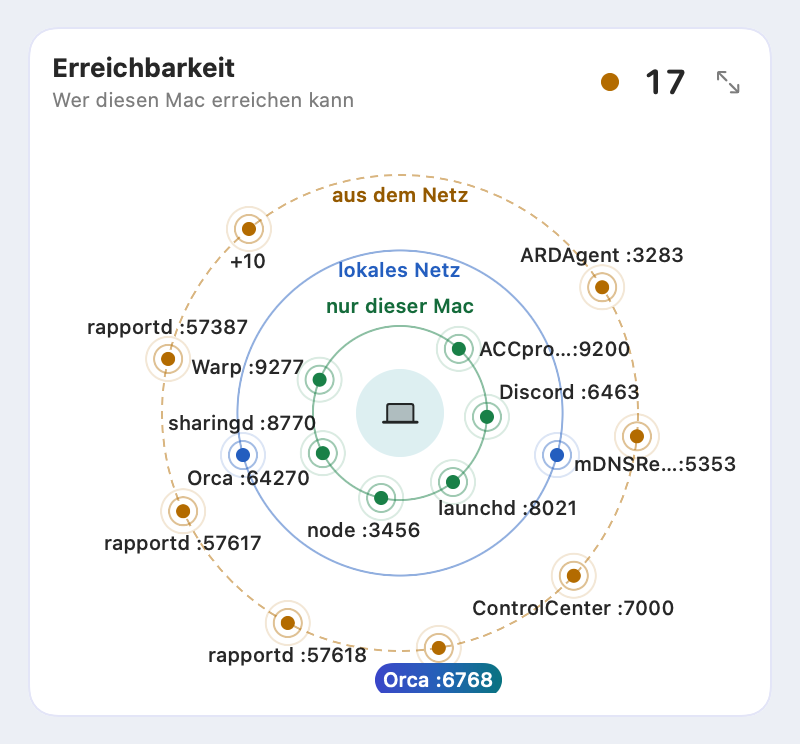 Erreichbarkeit
Wer diesen Mac erreichen kann
17
aus dem Netz
+10
ARDAgent :3283
lokales Netz
nur dieser Mac
rapportd :57387
ACCpro...:9200
Warp :9277
Discord :6463
sharingd :8770
mDNSRe...:5353
Orca :64270
launchd :8021
node :3456
rapportd :57617
ControlCenter :7000
rapportd :57618
Orca :6768